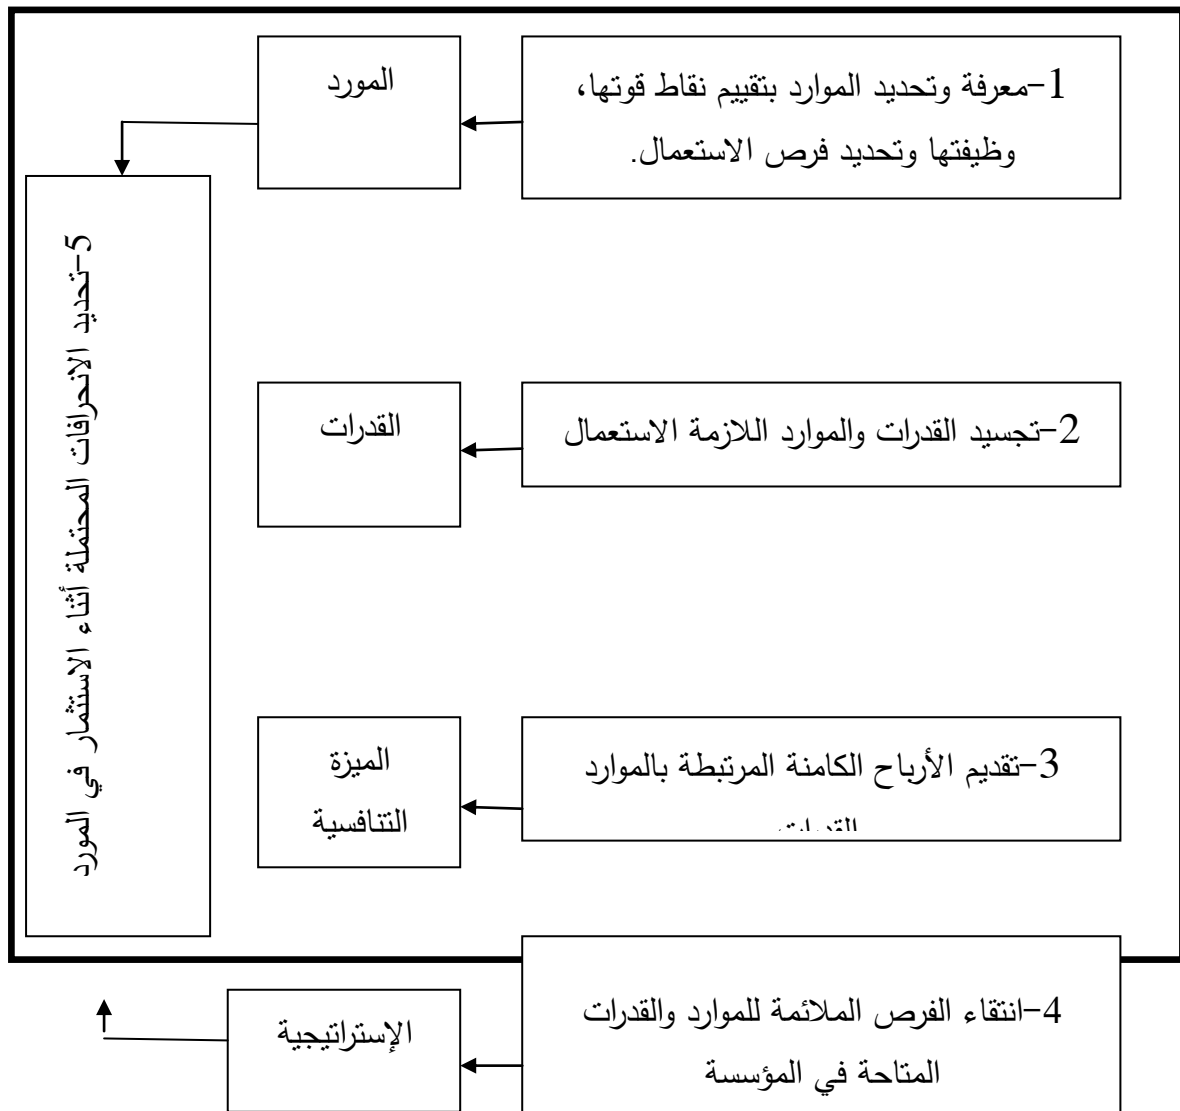 1-معرفة وتحديد الموارد بتقييم نقاط قوتها،
وظيفتها وتحديد فرص الاستعمال.
المورد
2-تجسيد القدرات والموارد اللازمة الاستعمال
القدرات
3-تقديم الأرباح الكامنة المرتبطة بالموارد
الميزة
التنافسية
4-انتقاء الفرص الملائمة للموارد والقدرات
المتاحة في المؤسسة
الإستراتيجية
5-تحديد الانحرافات المحتملة أثناء الاستثمار في المورد